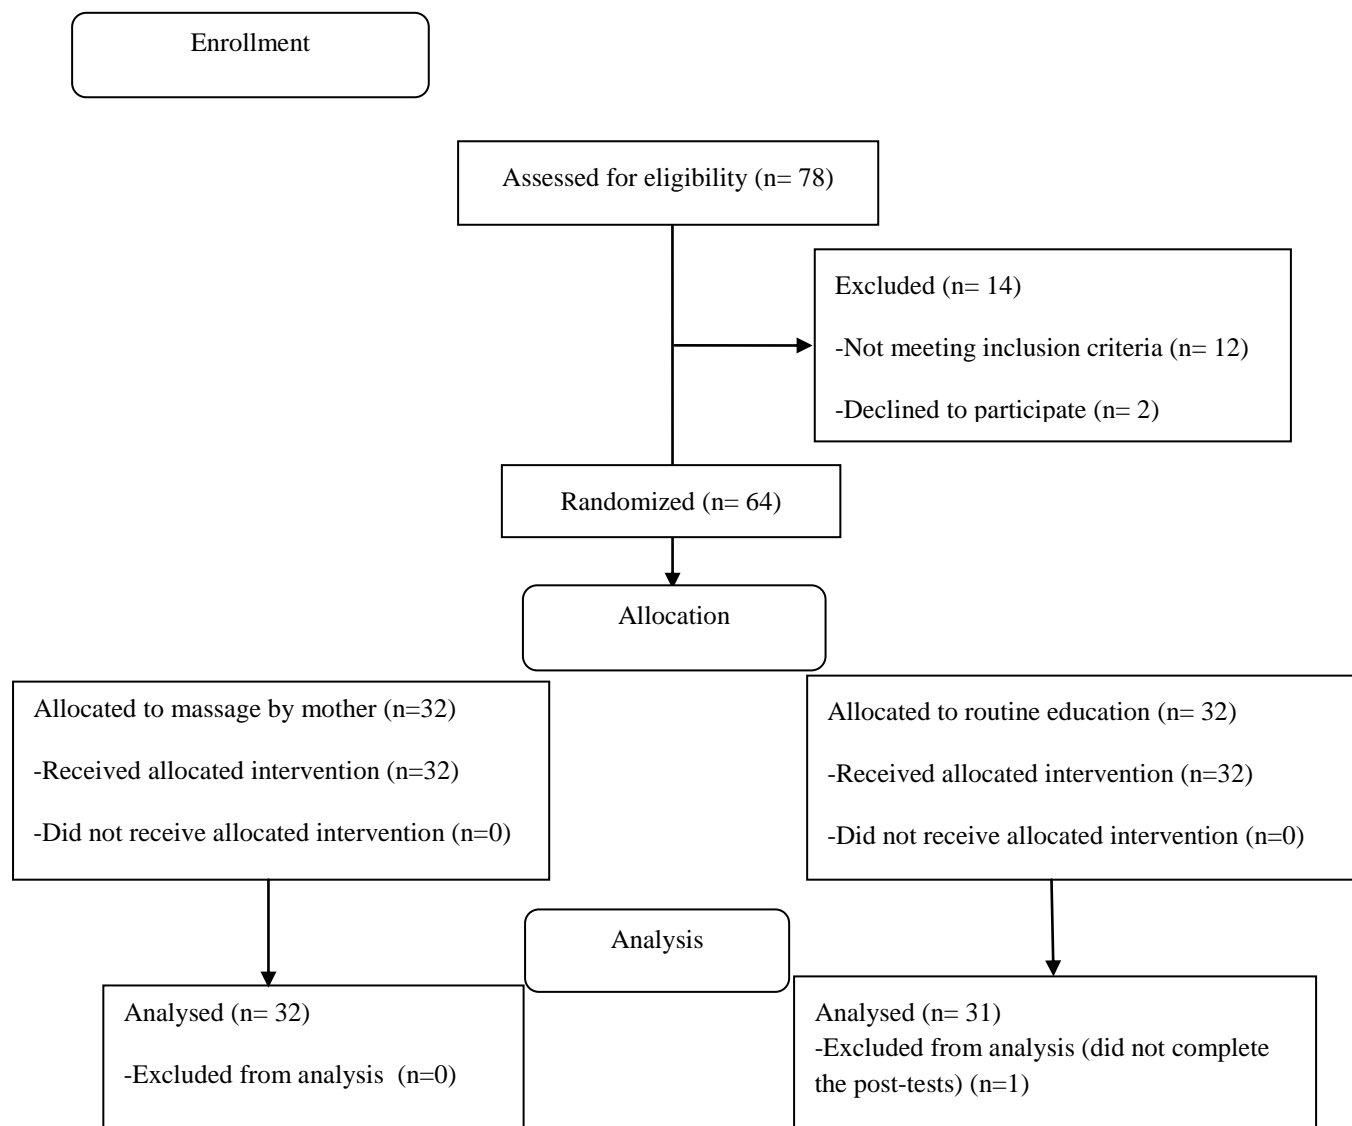 Enrollment
Assessed for eligibility (n= 78)
Excluded (n= 14)
-Not meeting inclusion criteria (n= 12)
-Declined to participate (n= 2)
Randomized (n= 64)
Allocation
Allocated to massage by mother (n=32)
-Received allocated intervention (n=32)
-Did not receive allocated intervention (n=0)
Allocated to routine education (n= 32)
-Received allocated intervention (n=32)
-Did not receive allocated intervention (n=0)
Analysis
Analysed (n= 32)
-Excluded from analysis (n=0)
Analysed (n= 31)
-Excluded from analysis (did not complete
the post-tests) (n=1)